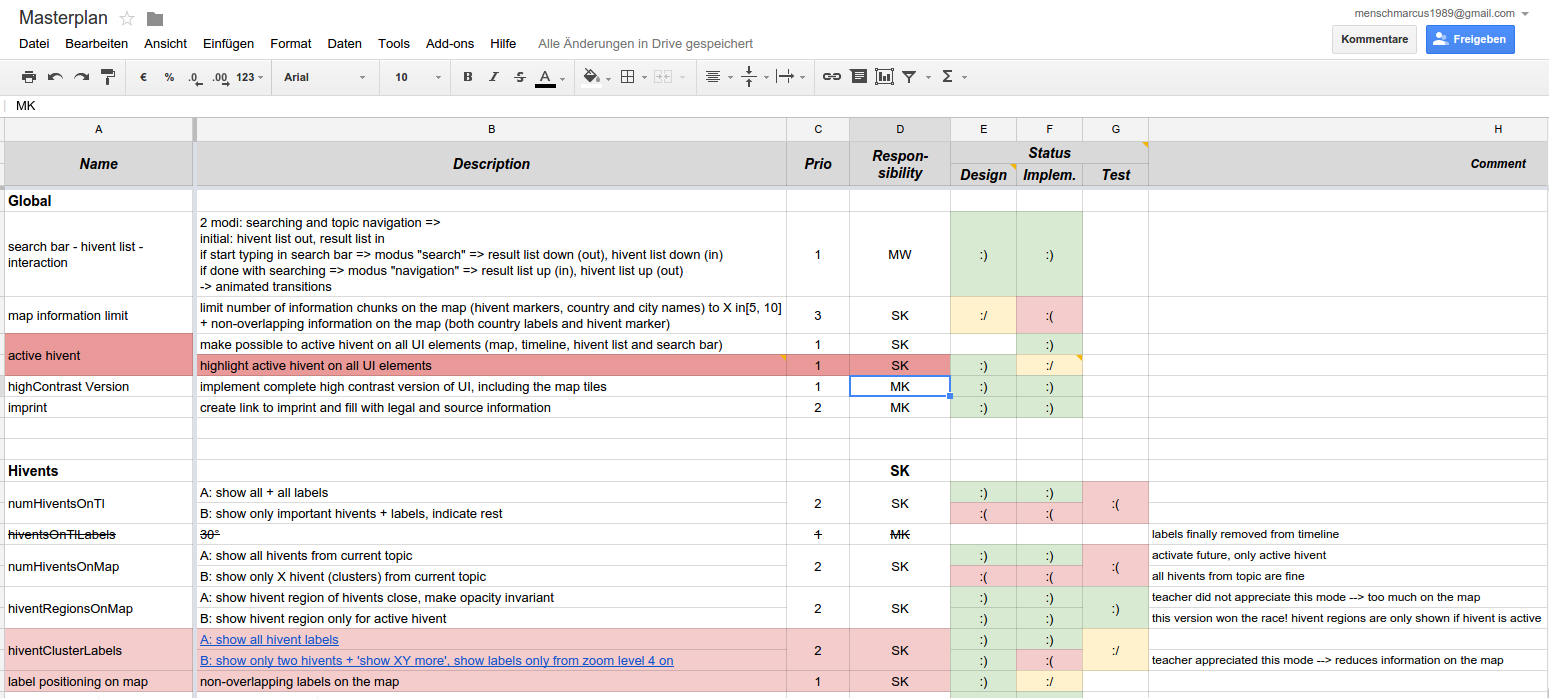 Masterplan
menschmarcus1989@gmail.com
Datei Bearbeiten Ansicht Einfügen Format Daten Tools Add-ons Hilfe Alle Änderungen in Drive gespeichert
Kommentare Freigeben
€ % .0 .00 123 Arial 10 B I S A Σ
MK
A B C D E F G H
Name Description Prio Respon-
sibility Status Comment
Design Implem. Test
Global
search bar - hivent list -
interaction
2 modi: searching and topic navigation =>
initial: hivent list out, result list in
if start typing in search bar => modus "search" => result list down (out), hivent list down (in)
if done with searching => modus "navigation" => result list up (in), hivent list up (out)
-> animated transitions
1 MW :) :)
map information limit
limit number of information chunks on the map (hivent markers, country and city names) to X in[5, 10]
+ non-overlapping information on the map (both country labels and hivent marker)
3 SK :/ :(
active hivent
make possible to active hivent on all UI elements (map, timeline, hivent list and search bar) 1 SK :)
highlight active hivent on all UI elements 1 SK :) :/
highContrast Version implement complete high contrast version of UI, including the map tiles 1 MK :) :)
imprint create link to imprint and fill with legal and source information 2 MK :) :)
Hivents SK
numHiventsOnTl
A: show all + all labels :) :)
B: show only important hivents + labels, indicate rest :( :(
2 SK :(
hiventsOnTlLabels 30° 1 MK labels finally removed from timeline
numHiventsOnMap
A: show all hivents from current topic :) :) activate future, only active hivent
B: show only X hivent (clusters) from current topic :( :( all hivents from topic are fine
2 SK :(
hiventRegionsOnMap
A: show hivent region of hivents close, make opacity invariant :) :) teacher did not appreciate this mode --> too much on the map
B: show hivent region only for active hivent :) :) this version won the race! hivent regions are only shown if hivent is active
2 SK :)
hiventClusterLabels
A: show all hivent labels :) :)
B: show only two hivents + 'show XY more', show labels only from zoom level 4 on :) :( teacher appreciated this mode --> reduces information on the map
2 SK :/
label positioning on map non-overlapping labels on the map 1 SK :) :/